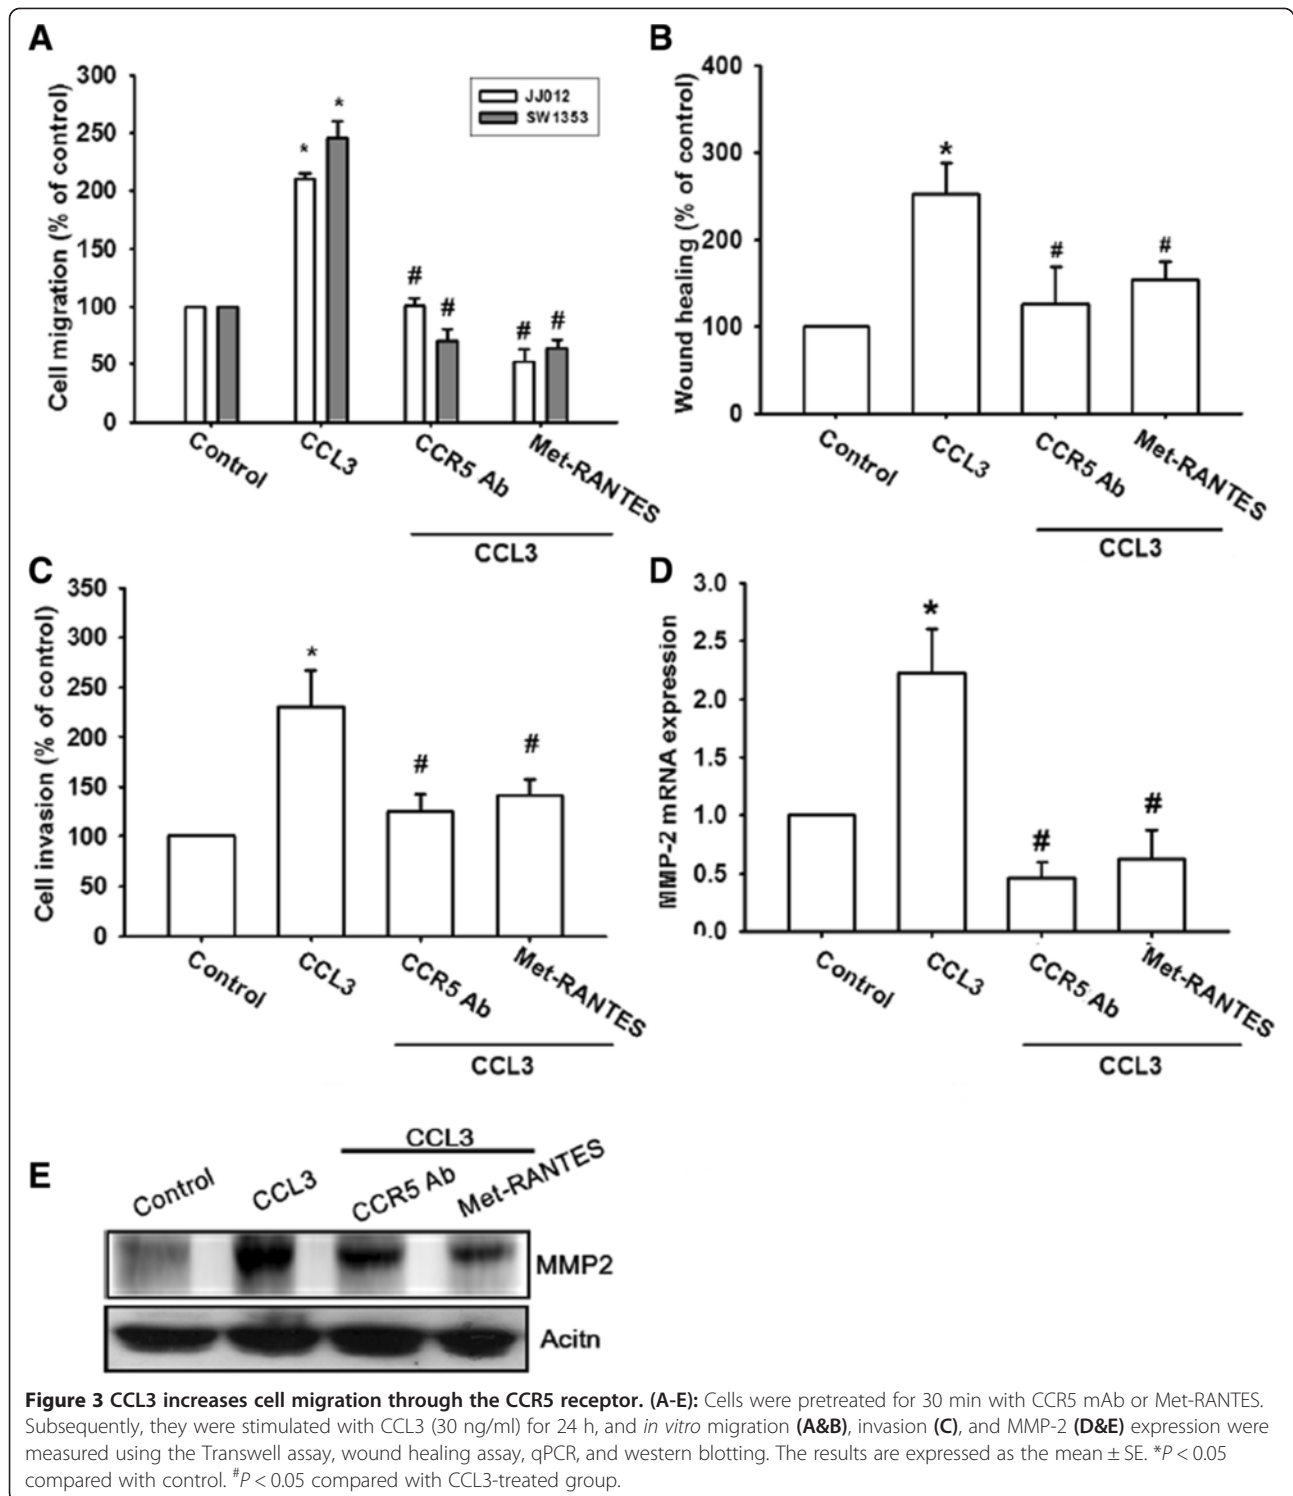 A
Cell migration (% of control)
300
250
200
150
100
50
0
JJ012
SW1353
*
*
#
#
#
#
Control
CCL3
CCR5 Ab
Met-RANTES
CCL3
B
Wound healing (% of control)
400
300
200
100
0
*
#
#
Control
CCL3
CCR5 Ab
Met-RANTES
CCL3
C
Cell invasion (% of control)
350
300
250
200
150
100
50
0
*
#
#
Control
CCL3
CCR5 Ab
Met-RANTES
CCL3
D
MMP-2 mRNA expression
3.0
2.5
2.0
1.5
1.0
0.5
0.0
*
#
#
Control
CCL3
CCR5 Ab
Met-RANTES
CCL3
E
CCL3
Control
CCL3
CCR5 Ab
Met-RANTES
MMP2
Acitn
Figure 3 CCL3 increases cell migration through the CCR5 receptor. (A-E): Cells were pretreated for 30 min with CCR5 mAb or Met-RANTES.
Subsequently, they were stimulated with CCL3 (30 ng/ml) for 24 h, and in vitro migration (A&B), invasion (C), and MMP-2 (D&E) expression were
measured using the Transwell assay, wound healing assay, qPCR, and western blotting. The results are expressed as the mean ± SE. *P < 0.05
compared with control. #P < 0.05 compared with CCL3-treated group.